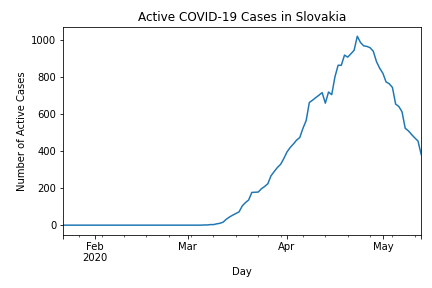 Active COVID-19 Cases in Slovakia
1000
800
600
400
200
0
Number of Active Cases
Feb
2020
Mar
Apr
May
Day